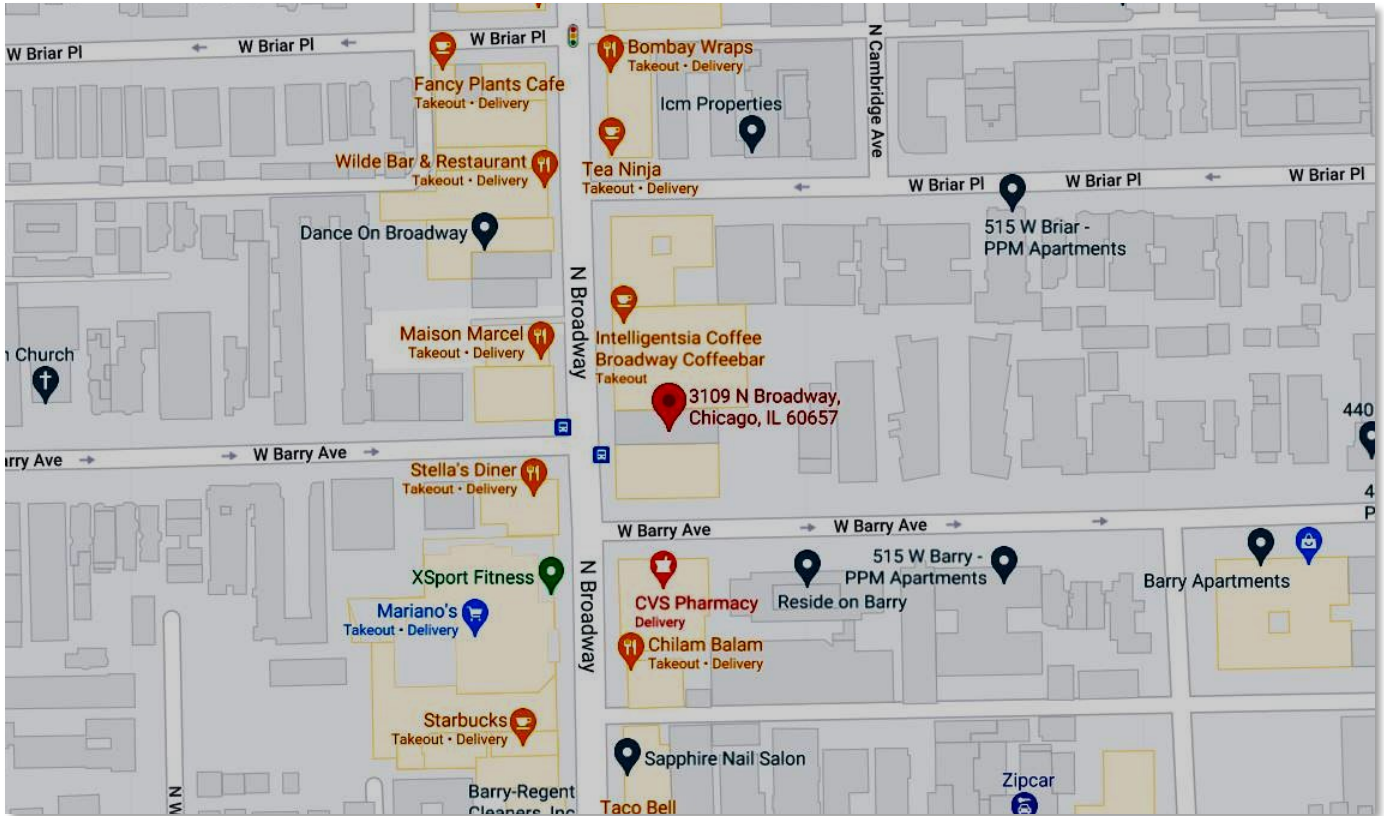 W Briar Pl
W Briar Pl
W Briar Pl
Fancy Plants Cafe
Takeout • Delivery
Bombay Wraps
Takeout • Delivery
Icm Properties
N Cambridge Ave
Wilde Bar & Restaurant
Takeout • Delivery
Tea Ninja
Takeout • Delivery
W Briar Pl
W Briar Pl
W Briar Pl
515 W Briar -
PPM Apartments
Dance On Broadway
N Broadway
Maison Marcel
Takeout • Delivery
Intelligentsia Coffee
Broadway Coffeebar
Takeout
Church
3109 N Broadway,
Chicago, IL 60657
440
rry Ave
W Barry Ave
Stella's Diner
Takeout • Delivery
4
P
W Barry Ave
W Barry Ave
XSport Fitness
N Broadway
515 W Barry -
PPM Apartments
Barry Apartments
CVS Pharmacy
Delivery
Reside on Barry
Mariano's
Takeout • Delivery
Chilam Balam
Takeout • Delivery
Starbucks
Takeout • Delivery
Sapphire Nail Salon
Zipcar
Barry-Regent
Cleaners, Inc
Taco Bell
N W